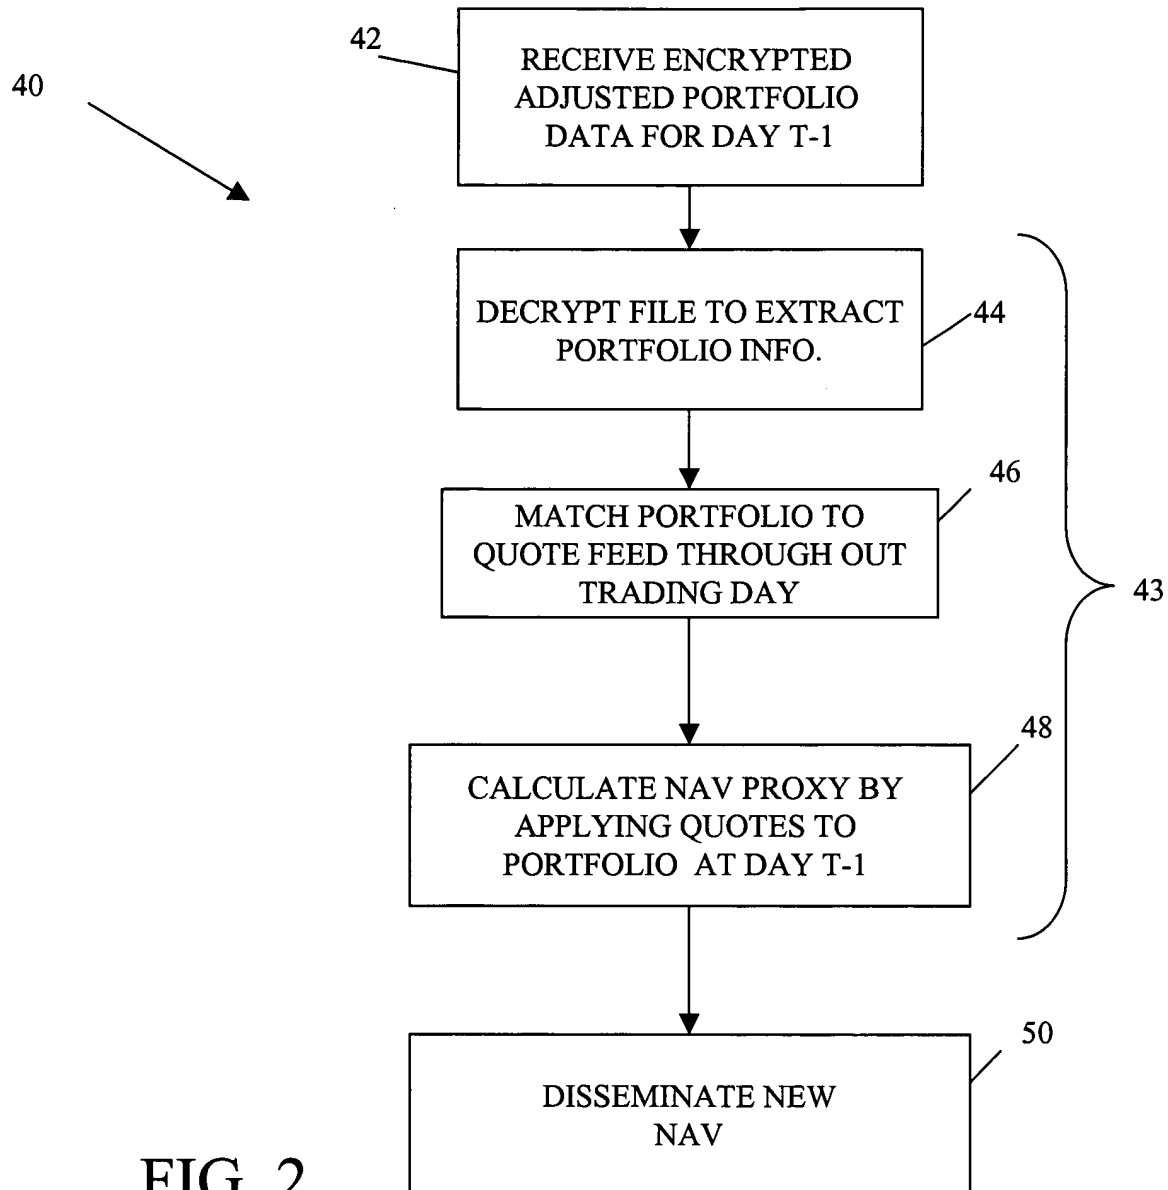 42
RECEIVE ENCRYPTED
ADJUSTED PORTFOLIO
DATA FOR DAY T-1
40
DECRYPT FILE TO EXTRACT
PORTFOLIO INFO.
44
46
MATCH PORTFOLIO TO
QUOTE FEED THROUGH OUT
TRADING DAY
43
48
CALCULATE NAV PROXY BY
APPLYING QUOTES TO
PORTFOLIO AT DAY T-1
50
DISSEMINATE NEW
NAV
FIG. 2